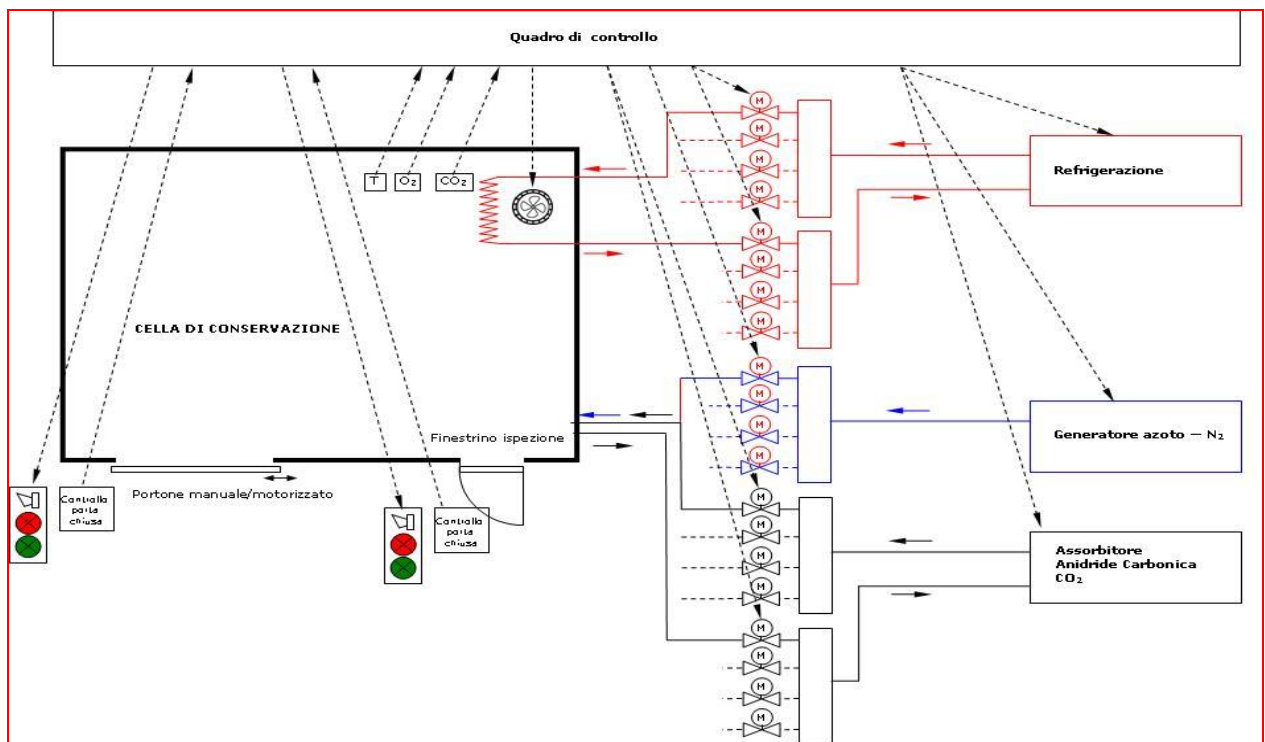 Quadro di controllo
M
M
M
M
Refrigerazione
T
O₂
CO₂
M
M
M
M
CELLA DI CONSERVAZIONE
M
M
M
M
Generatore azoto – N₂
Finestrino ispezione
Portone manuale/motorizzato
Controllo
porta
chiusa
Controllo
porta
chiusa
M
M
M
M
Assorbitore
Anidride Carbonica
CO₂
M
M
M
M